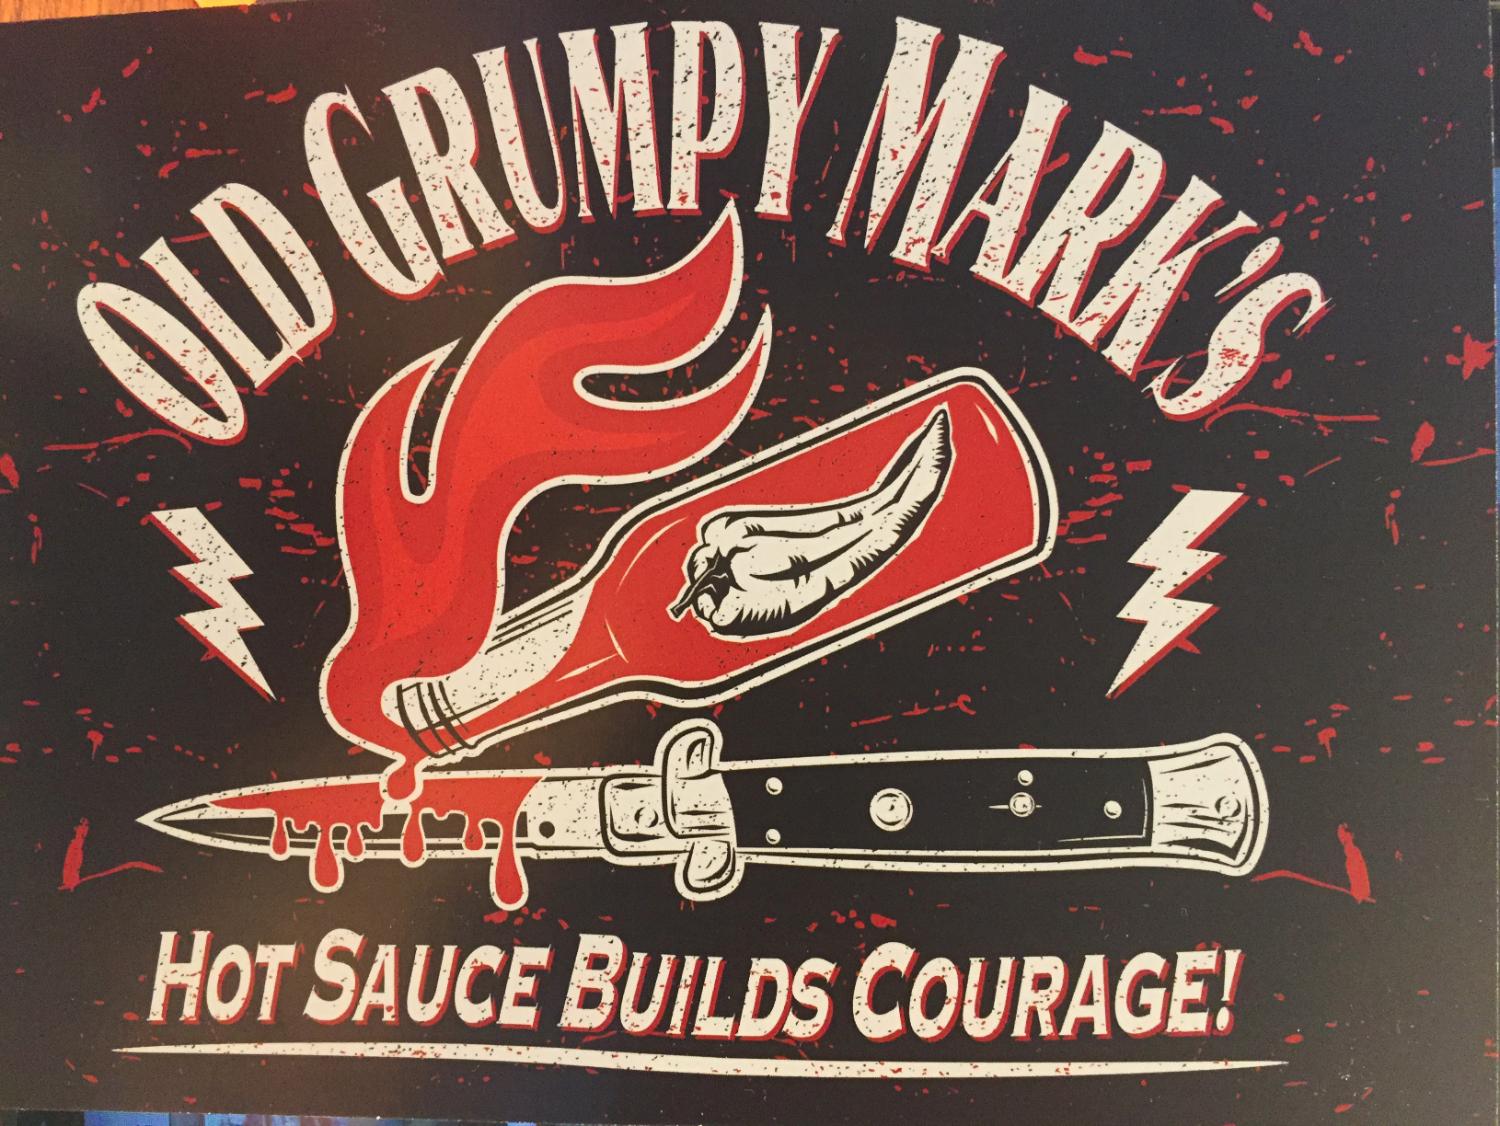 OLD GRUMPY MARK'S
HOT SAUCE BUILDS COURAGE!